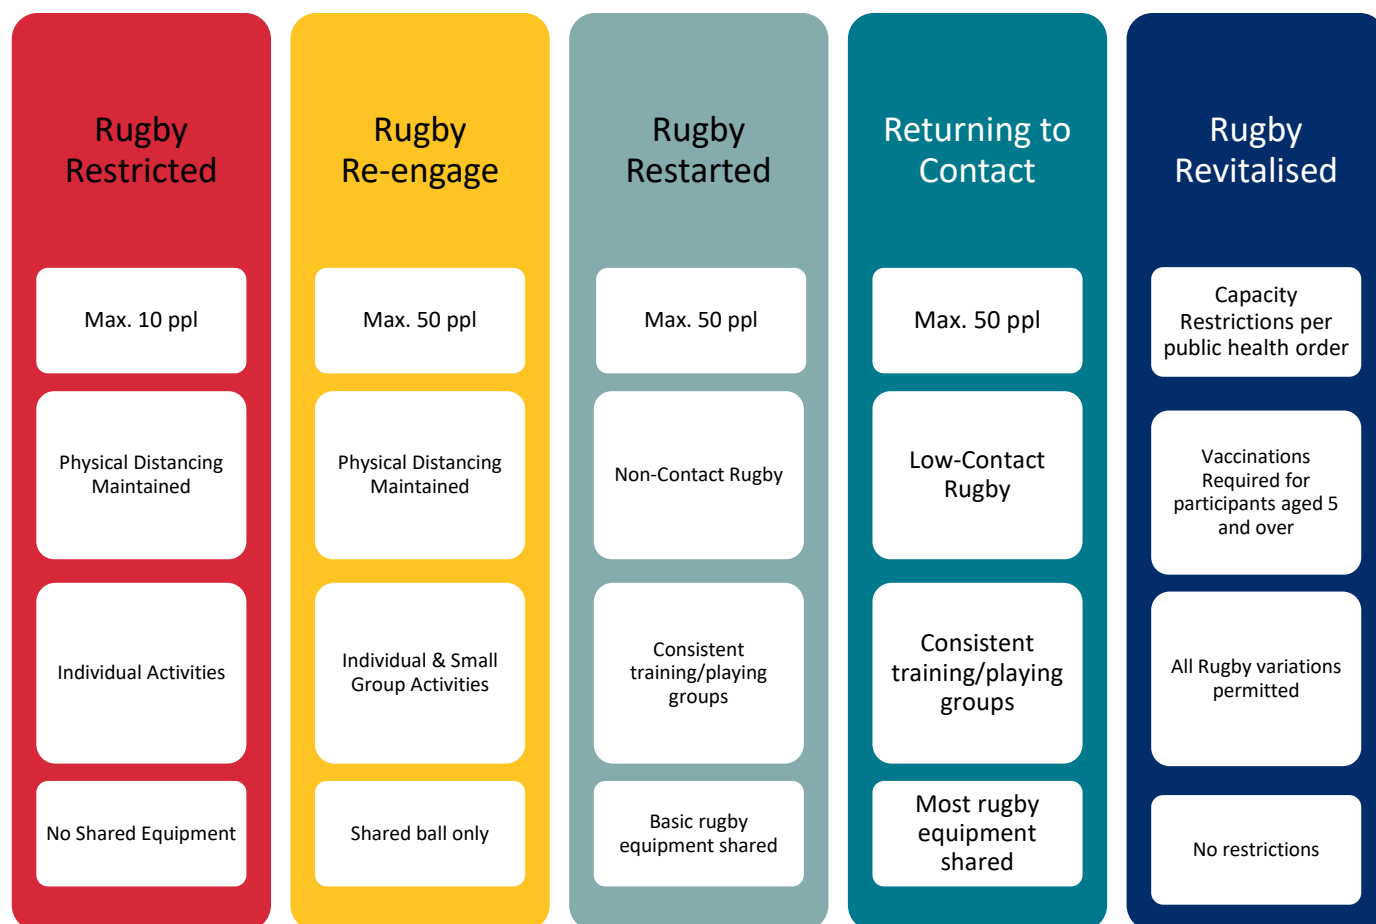 Rugby
Restricted
Max. 10 ppl
Physical Distancing
Maintained
Individual Activities
No Shared Equipment
Rugby
Re-engage
Max. 50 ppl
Physical Distancing
Maintained
Individual & Small
Group Activities
Shared ball only
Rugby
Restarted
Max. 50 ppl
Non-Contact Rugby
Consistent
training/playing
groups
Basic rugby
equipment shared
Returning to
Contact
Max. 50 ppl
Low-Contact
Rugby
Consistent
training/playing
groups
Most rugby
equipment
shared
Rugby
Revitalised
Capacity
Restrictions per
public health order
Vaccinations
Required for
participants aged 5
and over
All Rugby variations
permitted
No restrictions